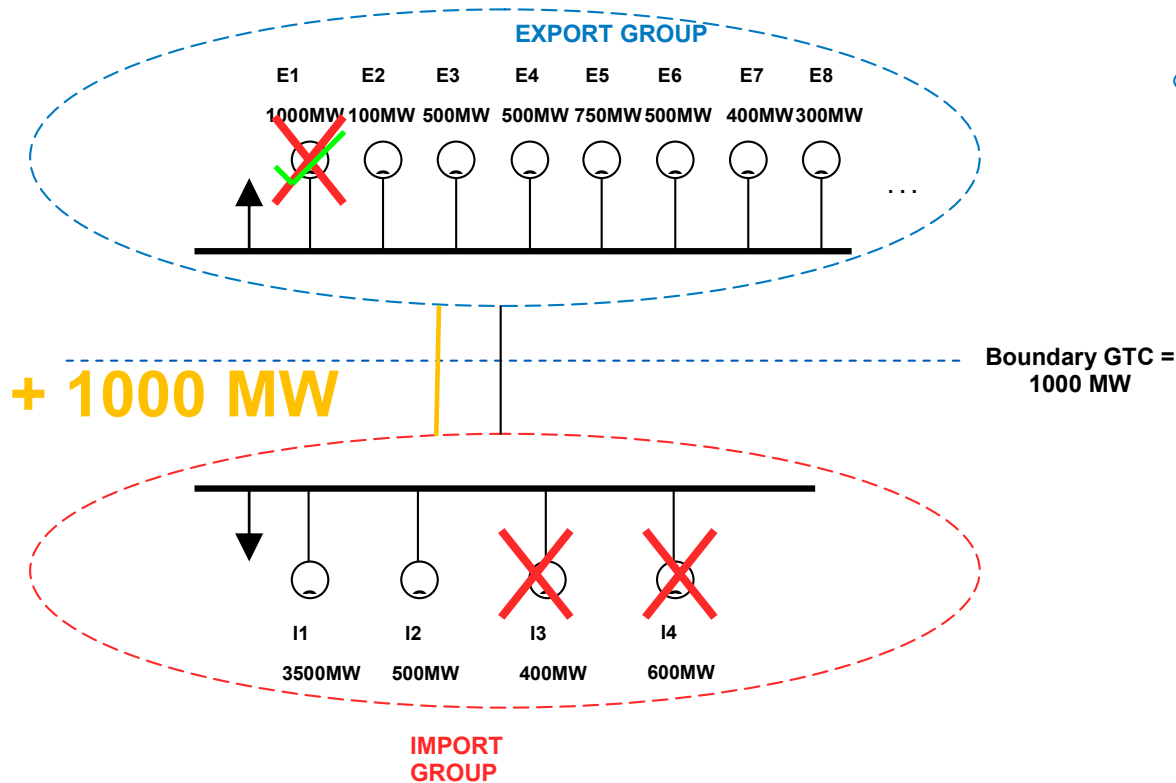 EXPORT GROUP
E1 E2 E3 E4 E5 E6 E7 E8
1000MW 100MW 500MW 500MW 750MW 500MW 400MW 300MW
...
Boundary GTC =
1000 MW
+ 1000 MW
I1 I2 I3 I4
3500MW 500MW 400MW 600MW
IMPORT
GROUP